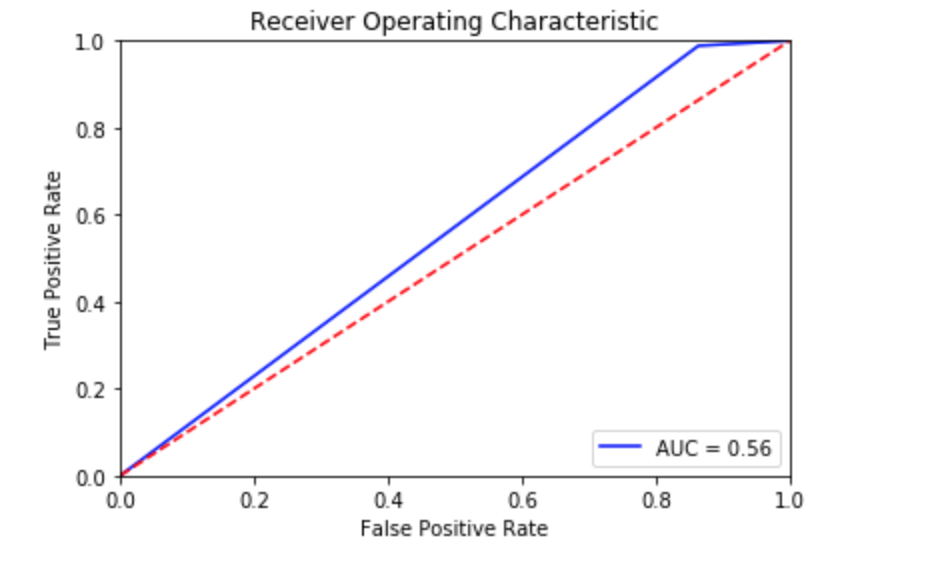 Receiver Operating Characteristic
1.0
0.8
0.6
0.4
0.2
0.0
True Positive Rate
AUC = 0.56
0.0 0.2 0.4 0.6 0.8 1.0
False Positive Rate